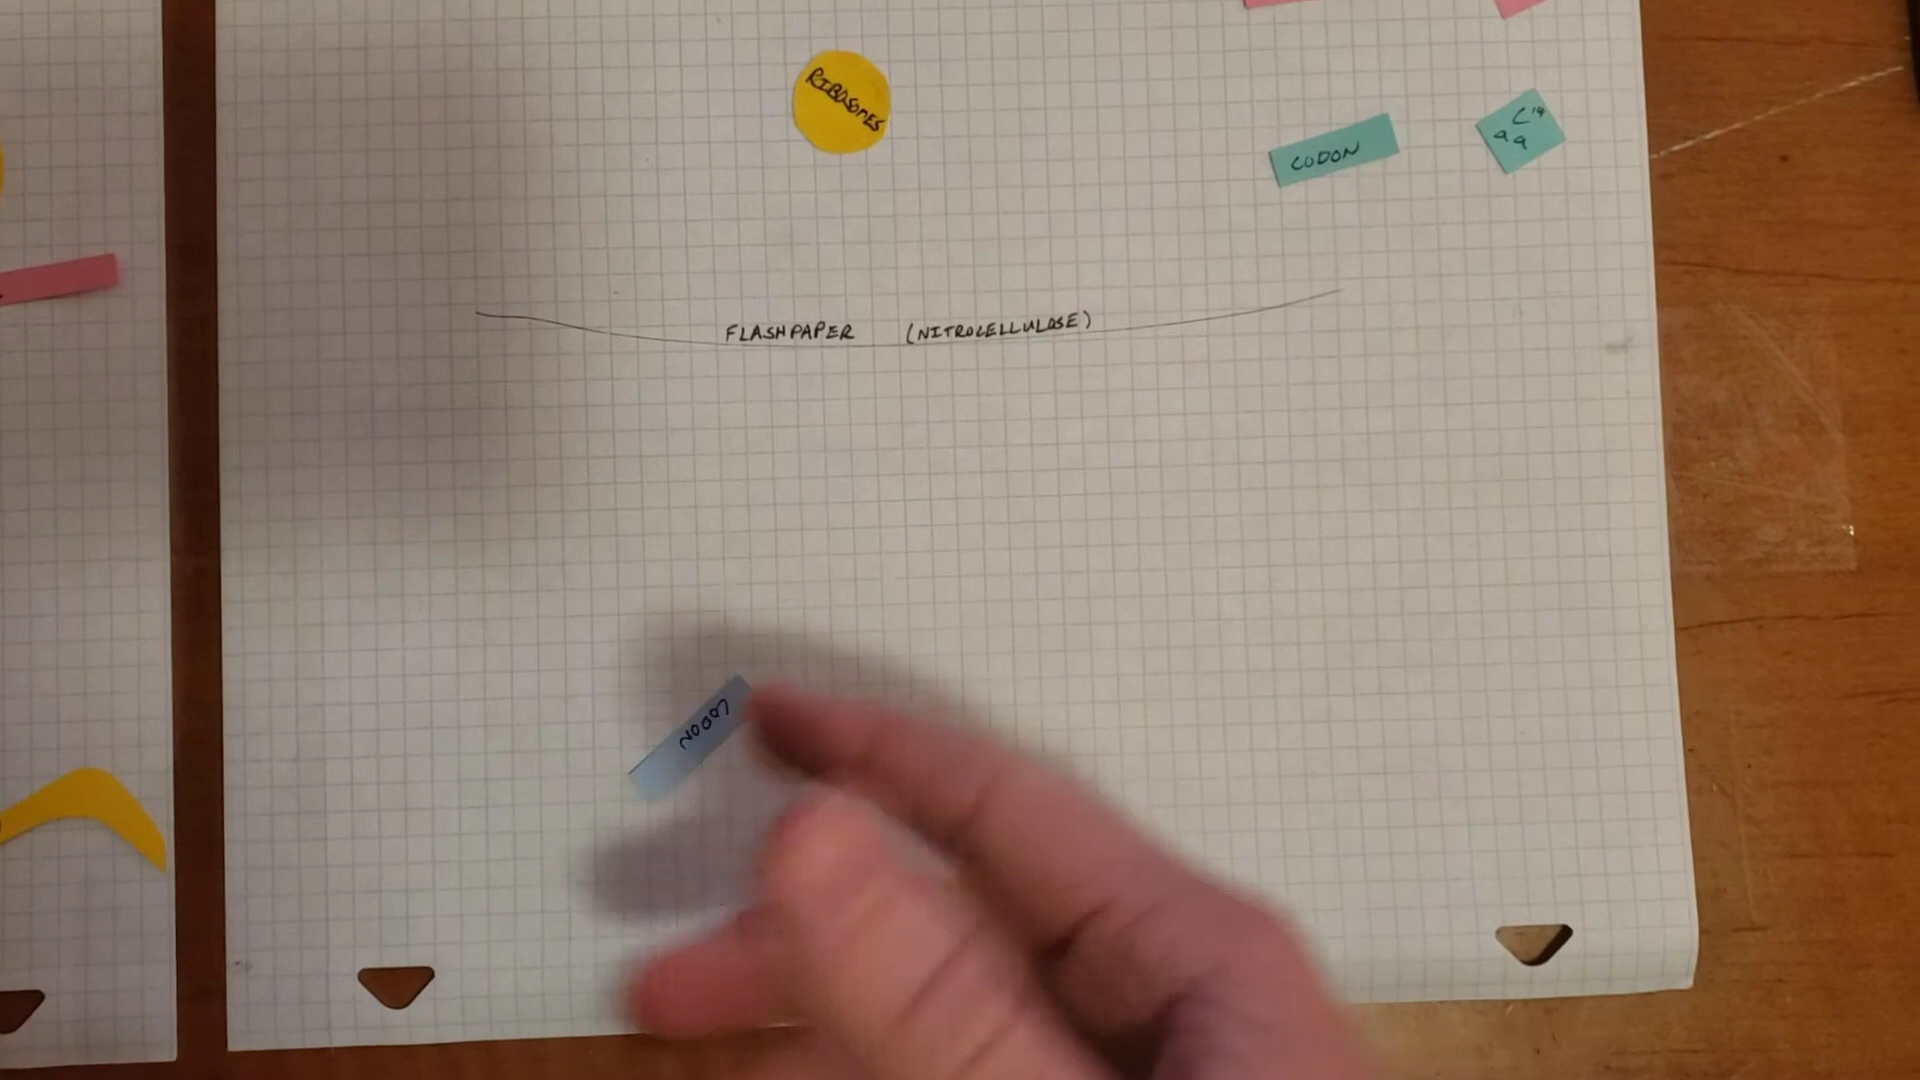 RIBOSOMES
CODON
C¹⁴
aa
FLASHPAPER (NITROCELLULOSE)
CODON